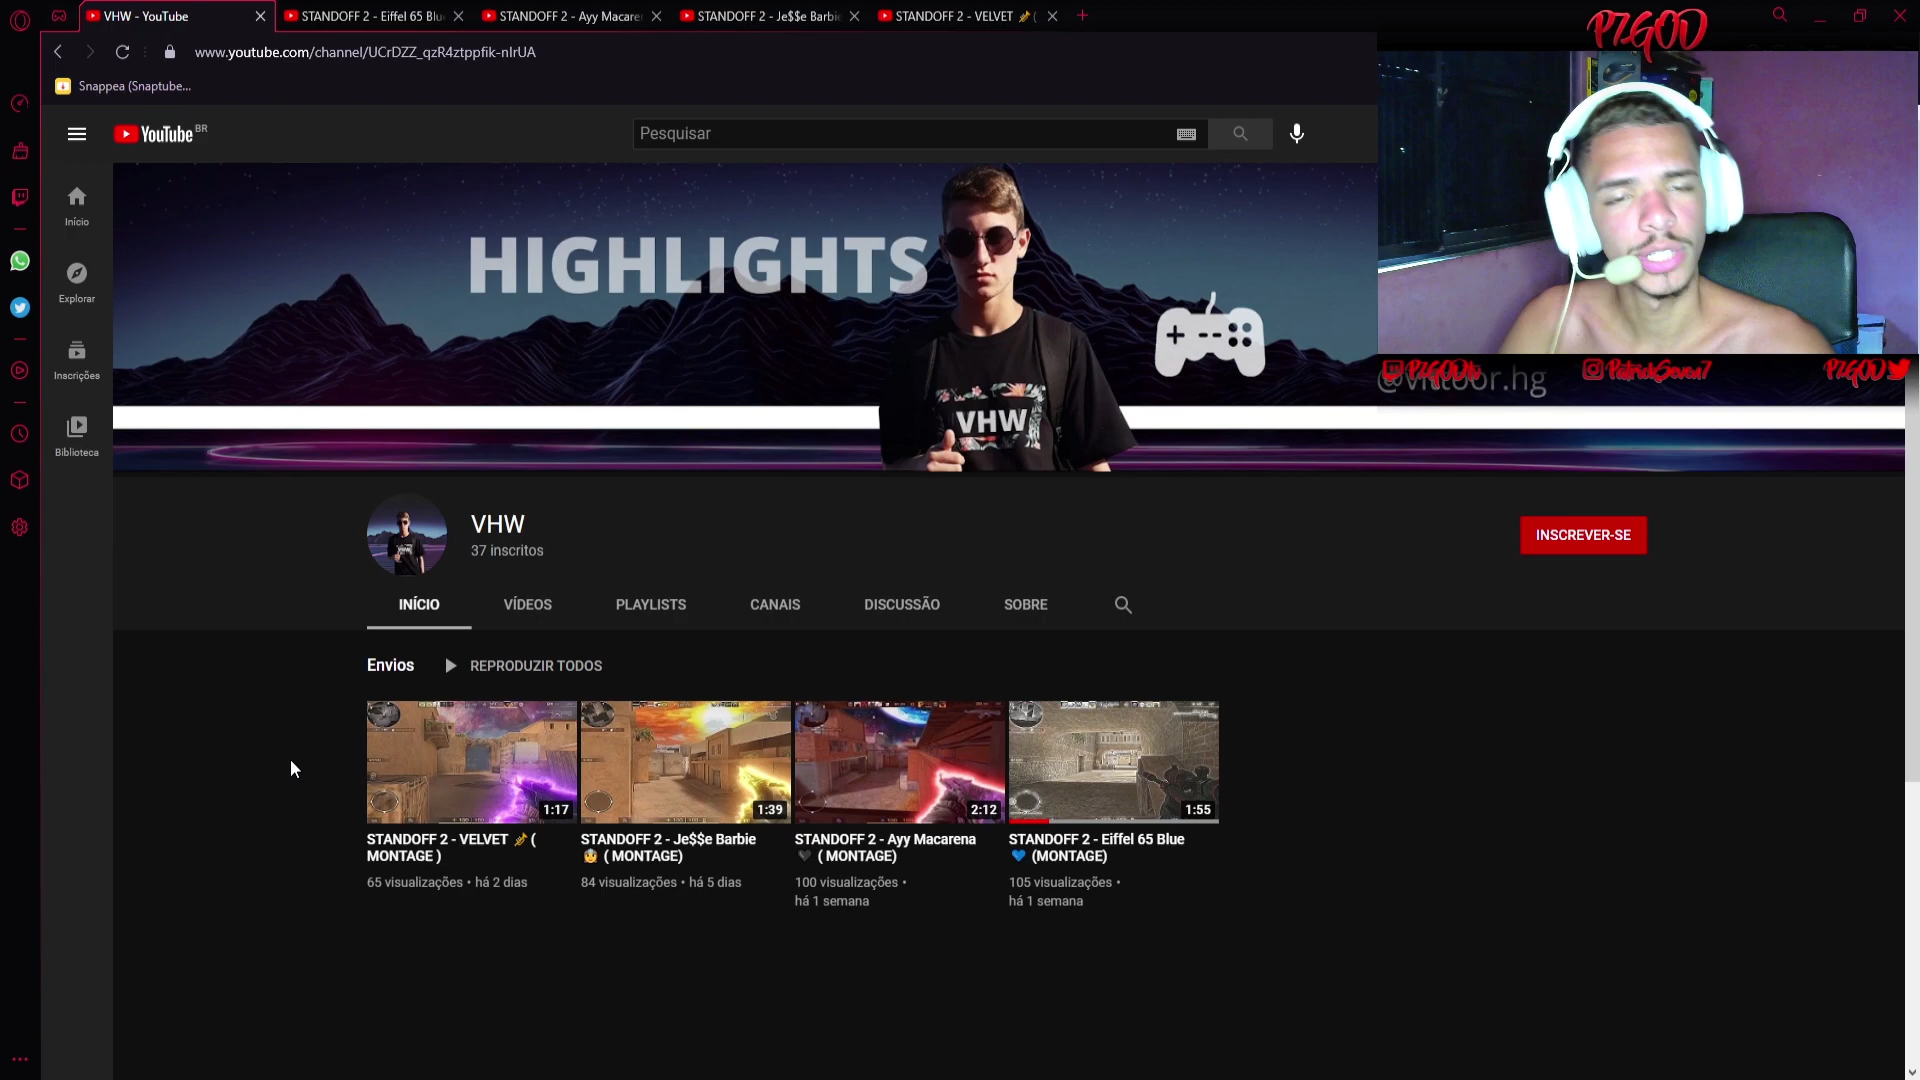 VHW - YouTube
STANDOFF 2 - Eiffel 65 Blu
STANDOFF 2 - Ayy Macaren
STANDOFF 2 - Je$$e Barbie
STANDOFF 2 - VELVET 🎺 (
P7GOD
www.youtube.com/channel/UCrDZZ_qzR4ztppfik-nIrUA
Snappea (Snaptube...
YouTube BR
Pesquisar
Início
Explorar
Inscrições
Biblioteca
HIGHLIGHTS
VHW
PatrickSeven7
P7GOD
VHW
37 inscritos
INSCREVER-SE
INÍCIO
VÍDEOS
PLAYLISTS
CANAIS
DISCUSSÃO
SOBRE
Envios
REPRODUZIR TODOS
1:17
1:39
2:12
1:55
STANDOFF 2 - VELVET 🎺 (
MONTAGE )
65 visualizações • há 2 dias
STANDOFF 2 - Je$$e Barbie
👸 ( MONTAGE)
84 visualizações • há 5 dias
STANDOFF 2 - Ayy Macarena
🖤 ( MONTAGE)
100 visualizações •
há 1 semana
STANDOFF 2 - Eiffel 65 Blue
💙 (MONTAGE)
105 visualizações •
há 1 semana